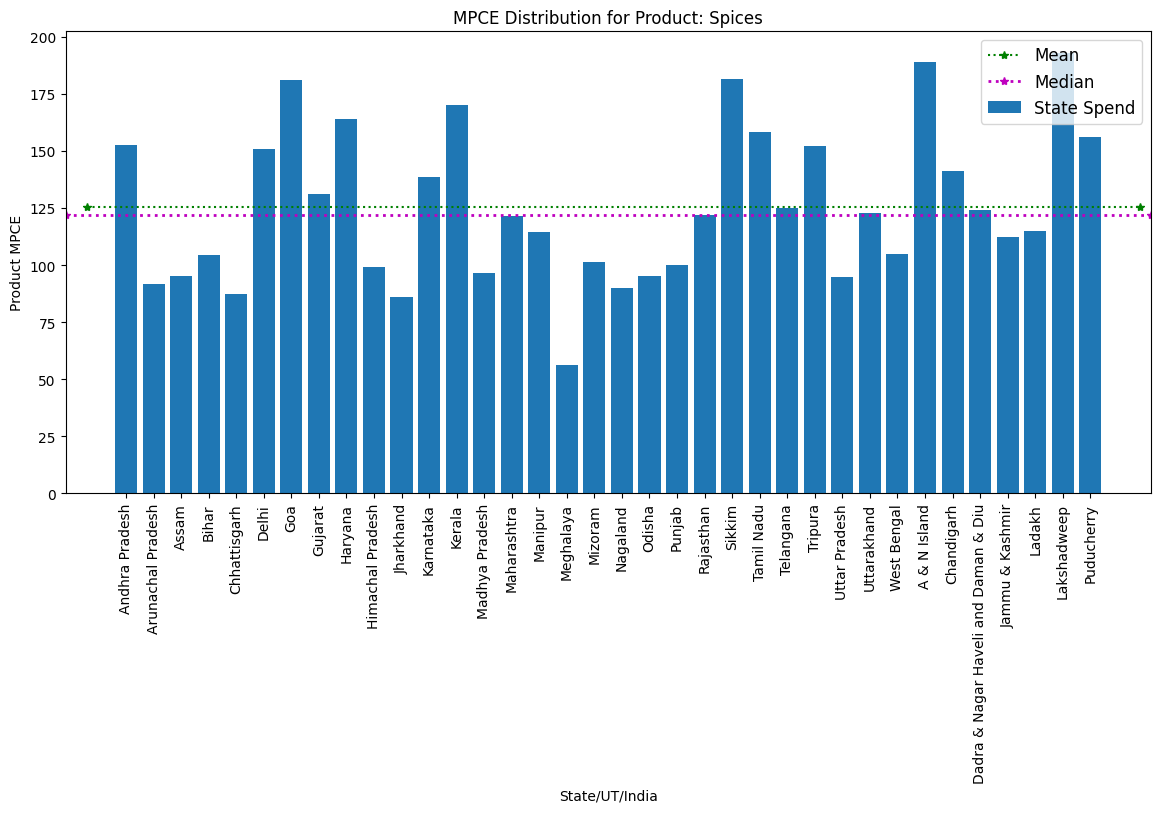 MPCE Distribution for Product: Spices
Mean
Median
State Spend
Product MPCE
200
175
150
125
100
75
50
25
0
Andhra Pradesh
Arunachal Pradesh
Assam
Bihar
Chhattisgarh
Delhi
Goa
Gujarat
Haryana
Himachal Pradesh
Jharkhand
Karnataka
Kerala
Madhya Pradesh
Maharashtra
Manipur
Meghalaya
Mizoram
Nagaland
Odisha
Punjab
Rajasthan
Sikkim
Tamil Nadu
Telangana
Tripura
Uttar Pradesh
Uttarakhand
West Bengal
A & N Island
Chandigarh
Dadra & Nagar Haveli and Daman & Diu
Jammu & Kashmir
Ladakh
Lakshadweep
Puducherry
State/UT/India